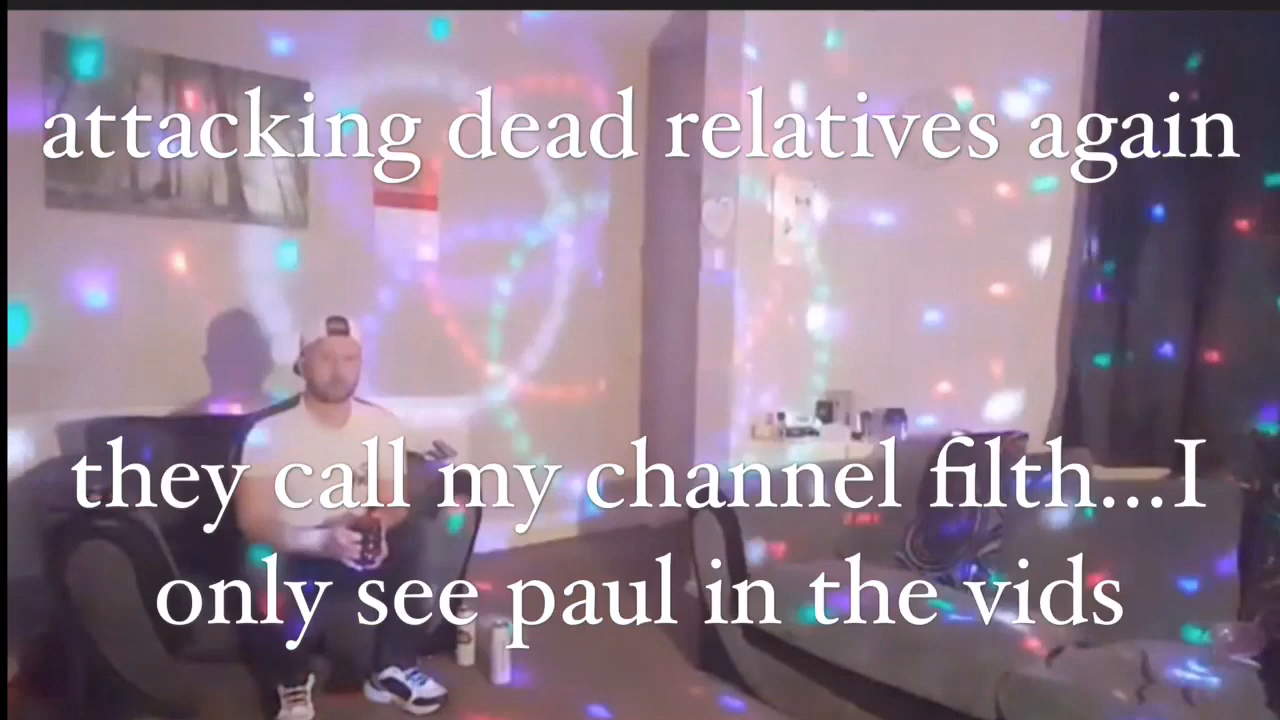 attacking dead relatives again
they call my channel filth...I
only see paul in the vids